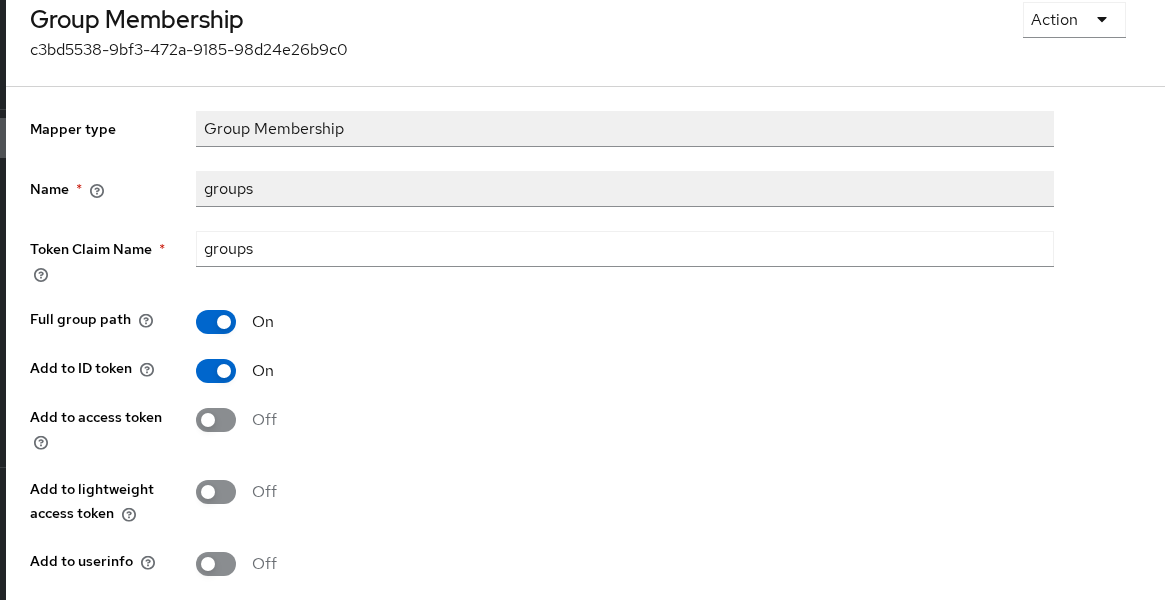 Group Membership
Action
c3bd5538-9bf3-472a-9185-98d24e26b9c0
Mapper type
Group Membership
Name *
groups
Token Claim Name *
groups
Full group path
On
Add to ID token
On
Add to access token
Off
Add to lightweight
access token
Off
Add to userinfo
Off